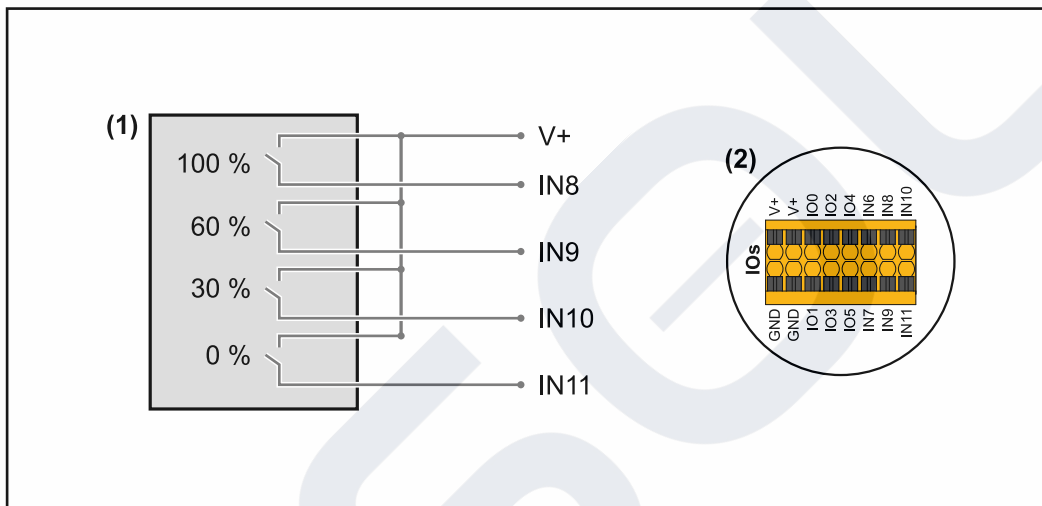 (1)
V+
100 %
IN8
60 %
IN9
30 %
IN10
0 %
IN11
(2)
V+ V+ IO0 IO2 IO4 IN6 IN8 IN10
IOs
GND GND IO1 IO3 IO5 IN7 IN9 IN11